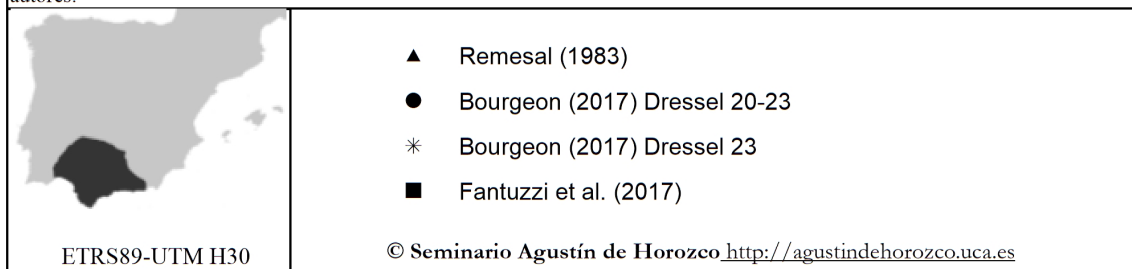 autores.
Remesal (1983)
Bourgeon (2017) Dressel 20-23
Bourgeon (2017) Dressel 23
Fantuzzi et al. (2017)
ETRS89-UTM H30
© Seminario Agustín de Horozco http://agustindehorozco.uca.es